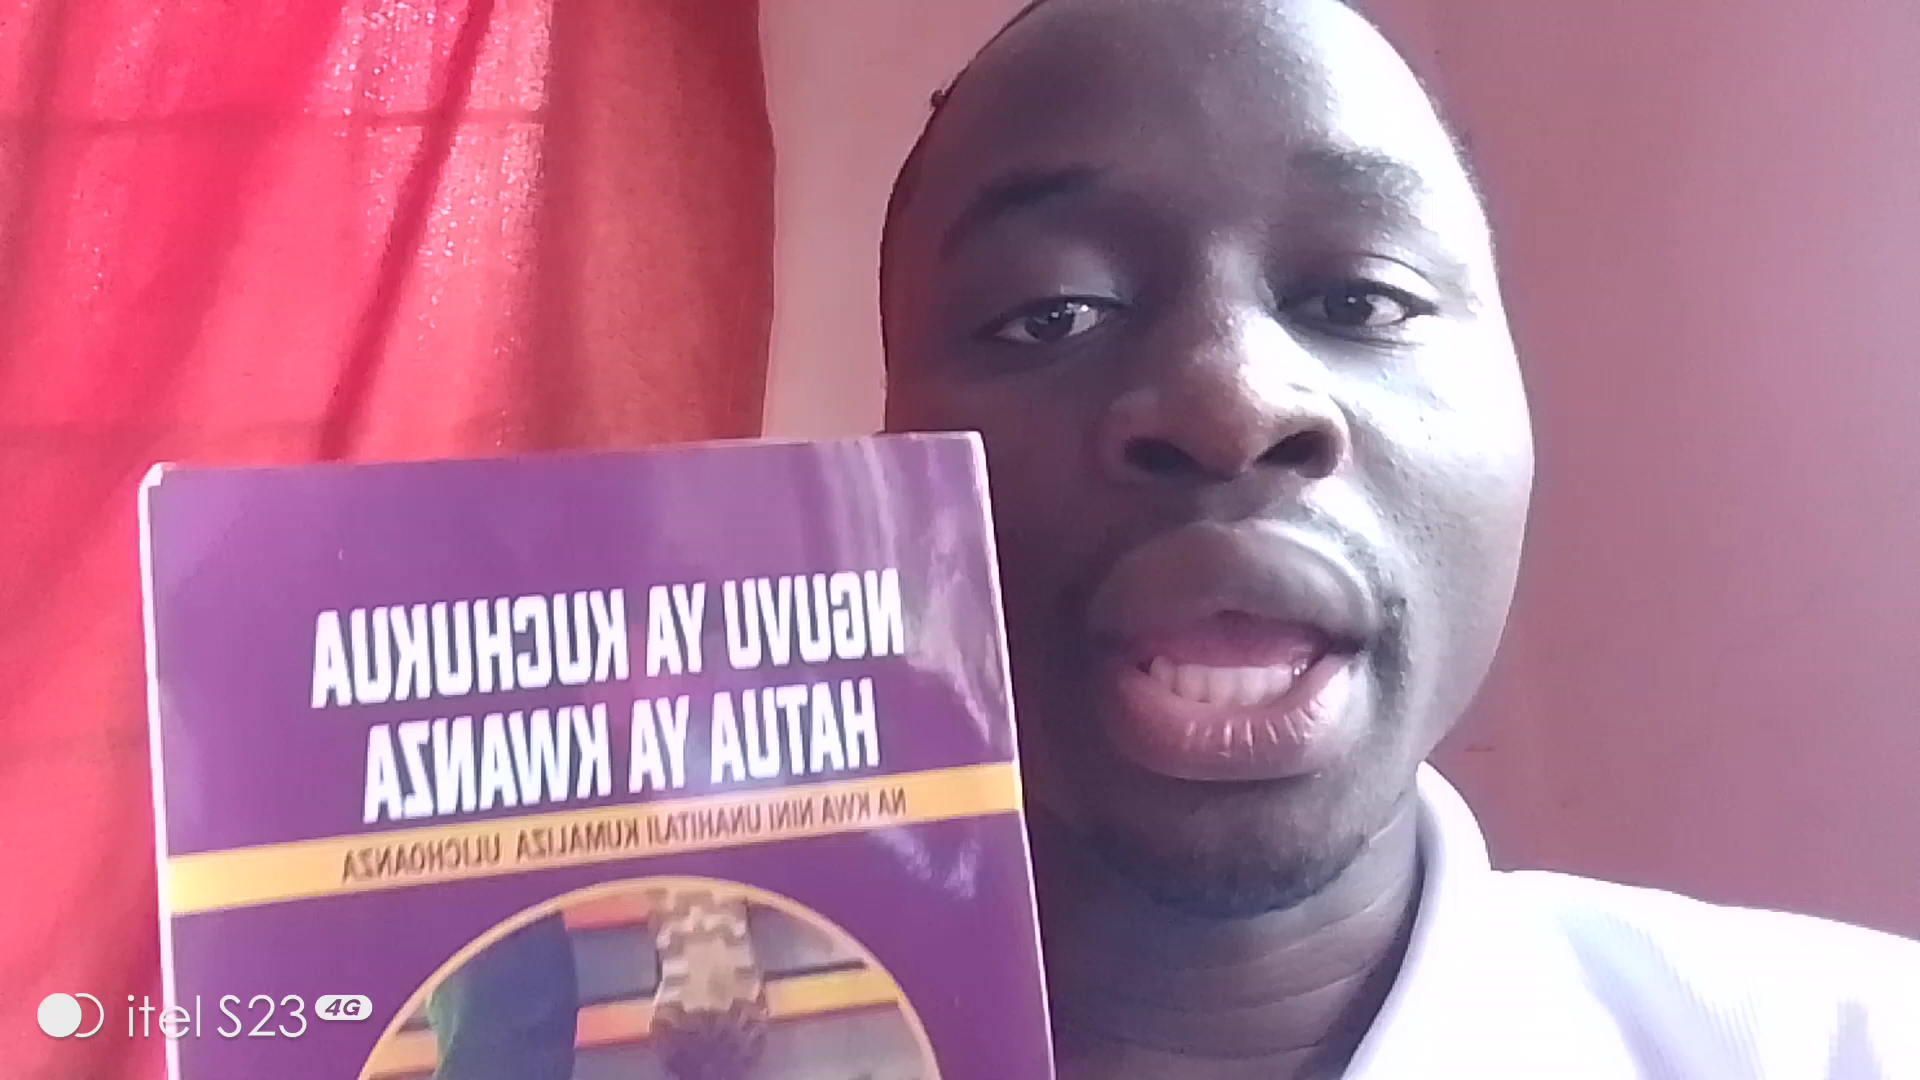 NGUVU YA KUCHUKUA
HATUA YA KWANZA
NA KWA NINI UNAHITAJI KUMALIZA ULICHOANZA
itel S23 4G